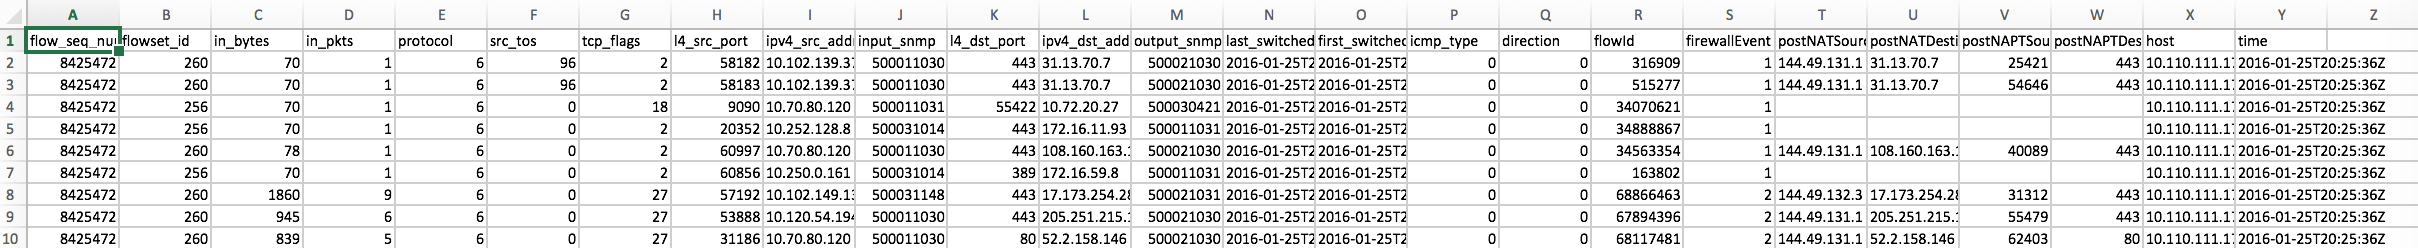 A B C D E F G H I J K L M N O P Q R S T U V W X Y Z
1 flow_seq_nu flowset_id in_bytes in_pkts protocol src_tos tcp_flags l4_src_port ipv4_src_add input_snmp l4_dst_port ipv4_dst_add output_snmp last_switched first_switched icmp_type direction flowId firewallEvent postNATSour postNATDesti postNAPTSou postNAPTDes host time
2 8425472 260 70 1 6 96 2 58182 10.102.139.3 500011030 443 31.13.70.7 500021030 2016-01-25T2 2016-01-25T2 0 0 316909 1 144.49.131.1 31.13.70.7 25421 443 10.110.111.1 2016-01-25T20:25:36Z
3 8425472 260 70 1 6 96 2 58183 10.102.139.3 500011030 443 31.13.70.7 500021030 2016-01-25T2 2016-01-25T2 0 0 515277 1 144.49.131.1 31.13.70.7 54646 443 10.110.111.1 2016-01-25T20:25:36Z
4 8425472 256 70 1 6 0 18 9090 10.70.80.120 500011031 55422 10.72.20.27 500030421 2016-01-25T2 2016-01-25T2 0 0 34070621 1 10.110.111.1 2016-01-25T20:25:36Z
5 8425472 256 70 1 6 0 2 20352 10.252.128.8 500031014 443 172.16.11.93 500011031 2016-01-25T2 2016-01-25T2 0 0 34888867 1 10.110.111.1 2016-01-25T20:25:36Z
6 8425472 260 78 1 6 0 2 60997 10.70.80.120 500011030 443 108.160.163. 500021030 2016-01-25T2 2016-01-25T2 0 0 34563354 1 144.49.131.1 108.160.163. 40089 443 10.110.111.1 2016-01-25T20:25:36Z
7 8425472 256 70 1 6 0 2 60856 10.250.0.161 500031014 389 172.16.59.8 500011031 2016-01-25T2 2016-01-25T2 0 0 163802 1 10.110.111.1 2016-01-25T20:25:36Z
8 8425472 260 1860 9 6 0 27 57192 10.102.149.1 500031148 443 17.173.254.2 500021031 2016-01-25T2 2016-01-25T2 0 0 68866463 2 144.49.132.3 17.173.254.2 31312 443 10.110.111.1 2016-01-25T20:25:36Z
9 8425472 260 945 6 6 0 27 53888 10.120.54.194 500011030 443 205.251.215. 500021030 2016-01-25T2 2016-01-25T2 0 0 67894396 2 144.49.131.1 205.251.215. 55479 443 10.110.111.1 2016-01-25T20:25:36Z
10 8425472 260 839 5 6 0 27 31186 10.70.80.120 500011030 80 52.2.158.146 500021030 2016-01-25T2 2016-01-25T2 0 0 68117481 2 144.49.131.1 52.2.158.146 62403 80 10.110.111.1 2016-01-25T20:25:36Z